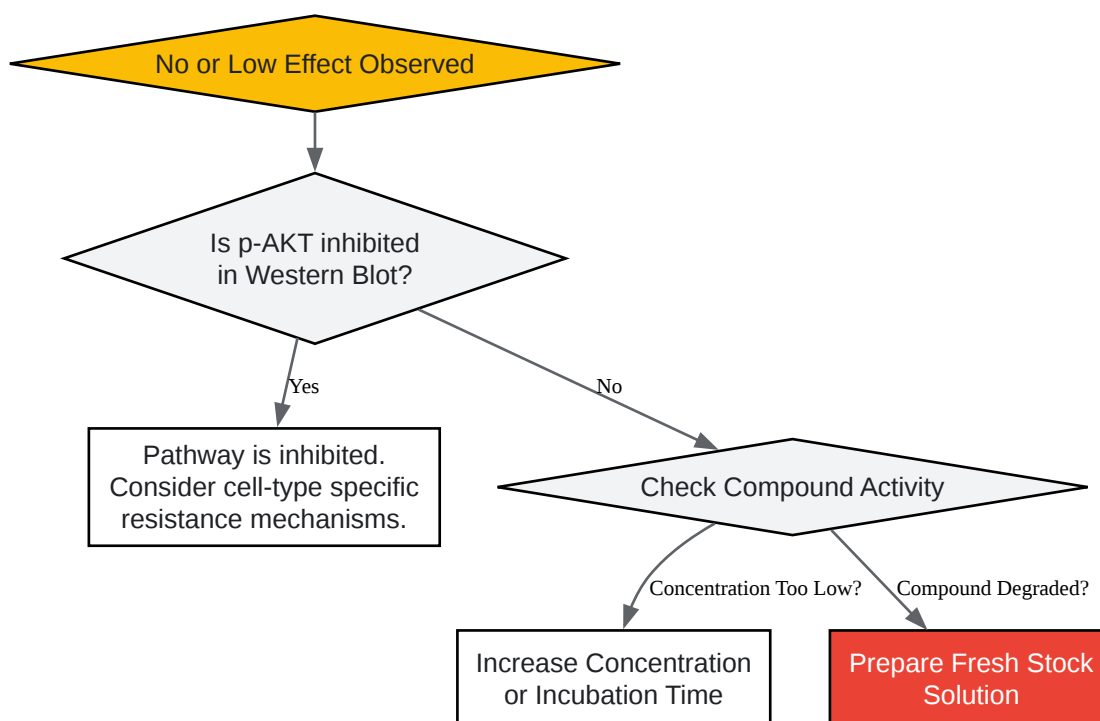 No or Low Effect Observed
Is p-AKT inhibited
in Western Blot?
Yes
No
Pathway is inhibited.
Consider cell-type specific
resistance mechanisms.
Check Compound Activity
Concentration Too Low?
Compound Degraded?
Increase Concentration
or Incubation Time
Prepare Fresh Stock
Solution